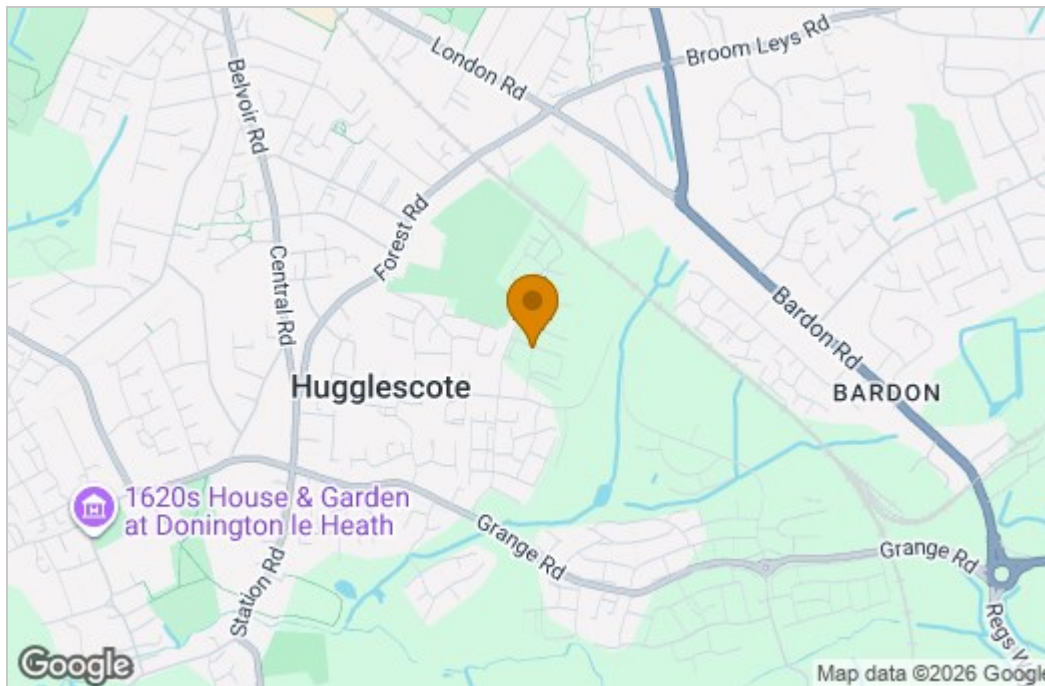 London Rd
Broom Leys Rd
Belvoir Rd
Forest Rd
Central Rd
Bardon Rd
Hugglescote
BARDON
1620s House & Garden
at Donington le Heath
Grange Rd
Grange Rd
Station Rd
Regs
Google
Map data ©2026 Google